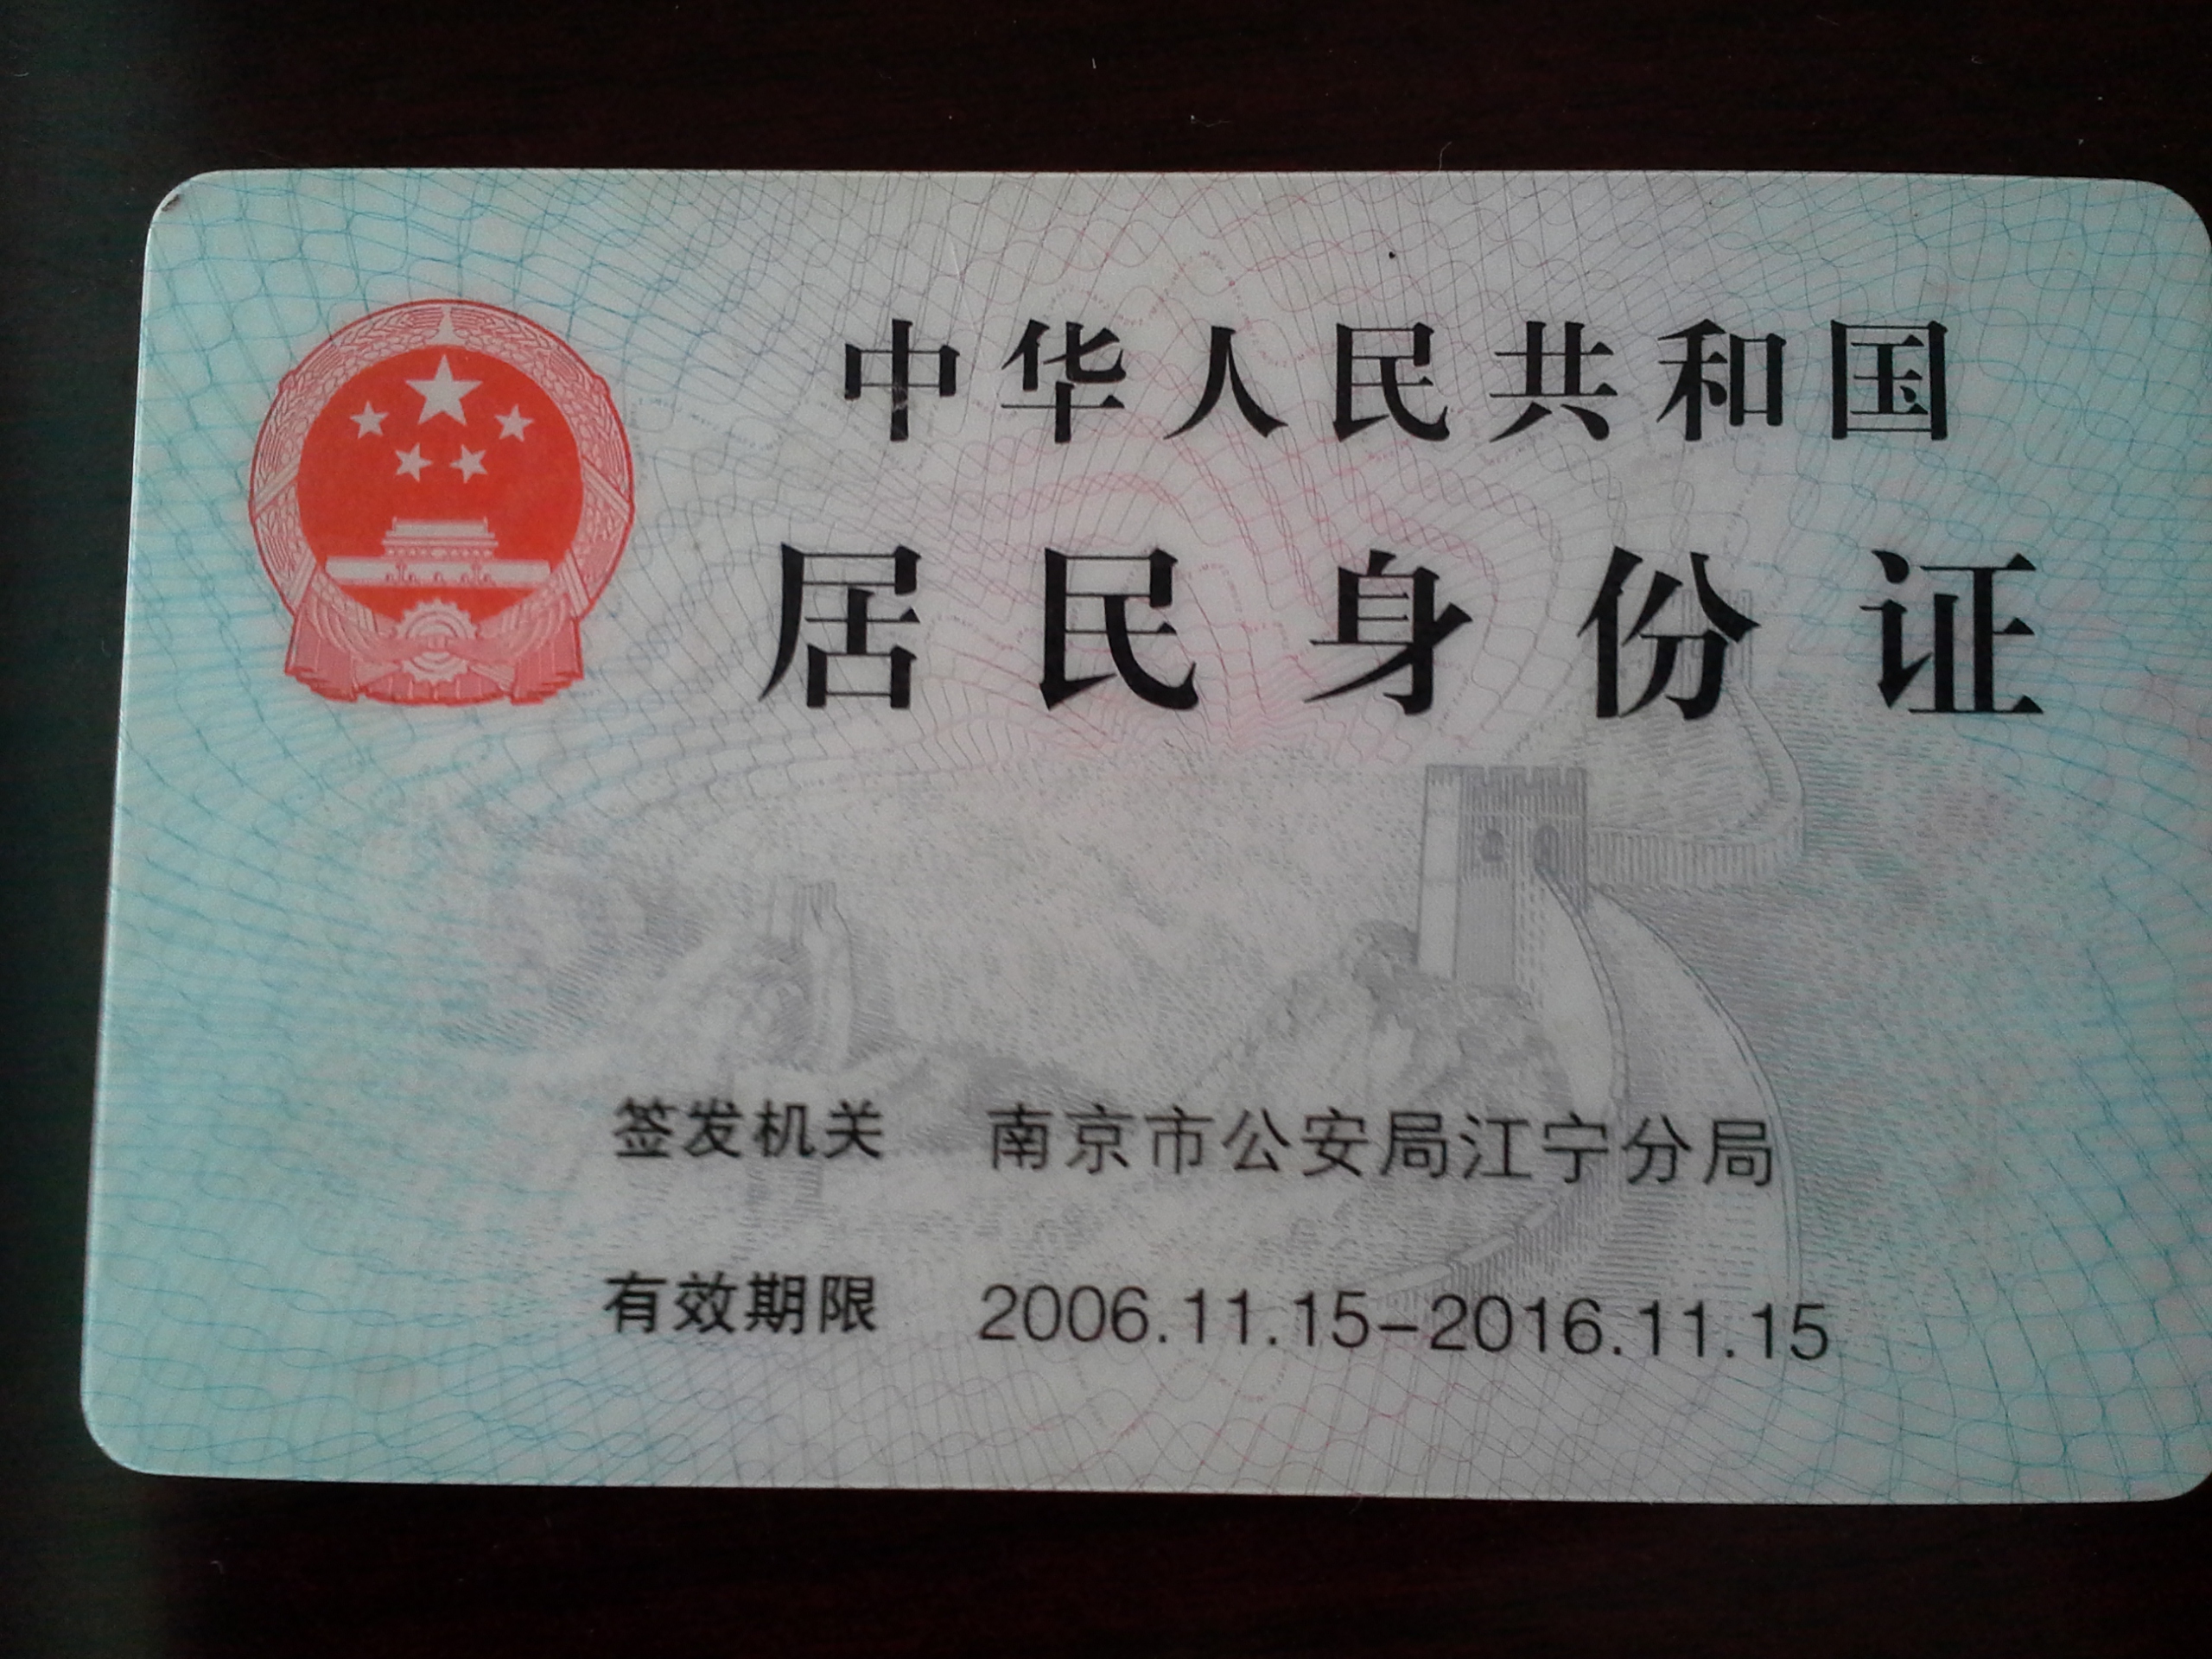 中华人民共和国
居民身份证
签发机关 南京市公安局江宁分局
有效期限 2006.11.15-2016.11.15